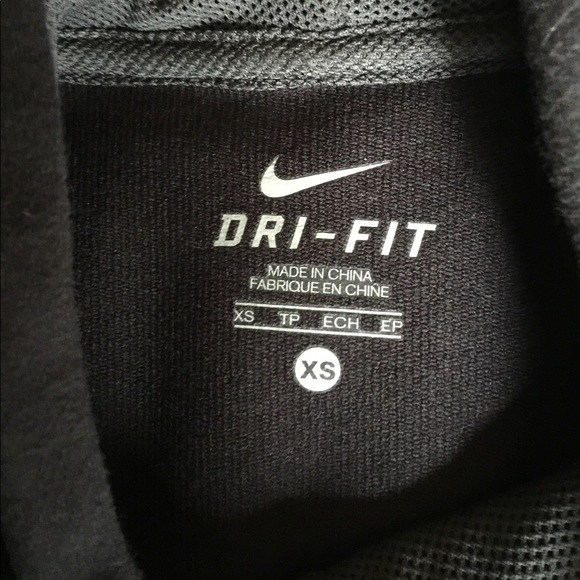 DRI-FIT
MADE IN CHINA
FABRIQUE EN CHINE
XS TP ECH EP
XS